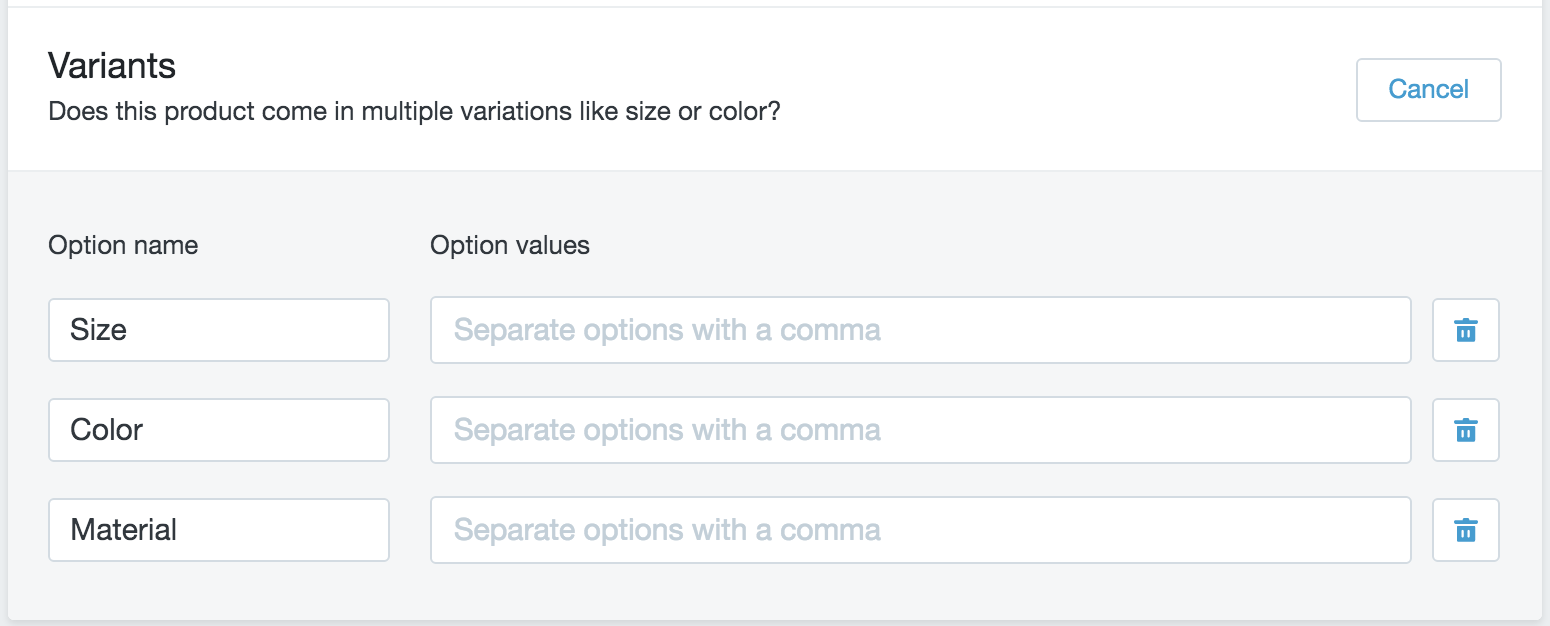 Variants
Does this product come in multiple variations like size or color?
Cancel
Option name
Option values
Size
Separate options with a comma
Color
Separate options with a comma
Material
Separate options with a comma